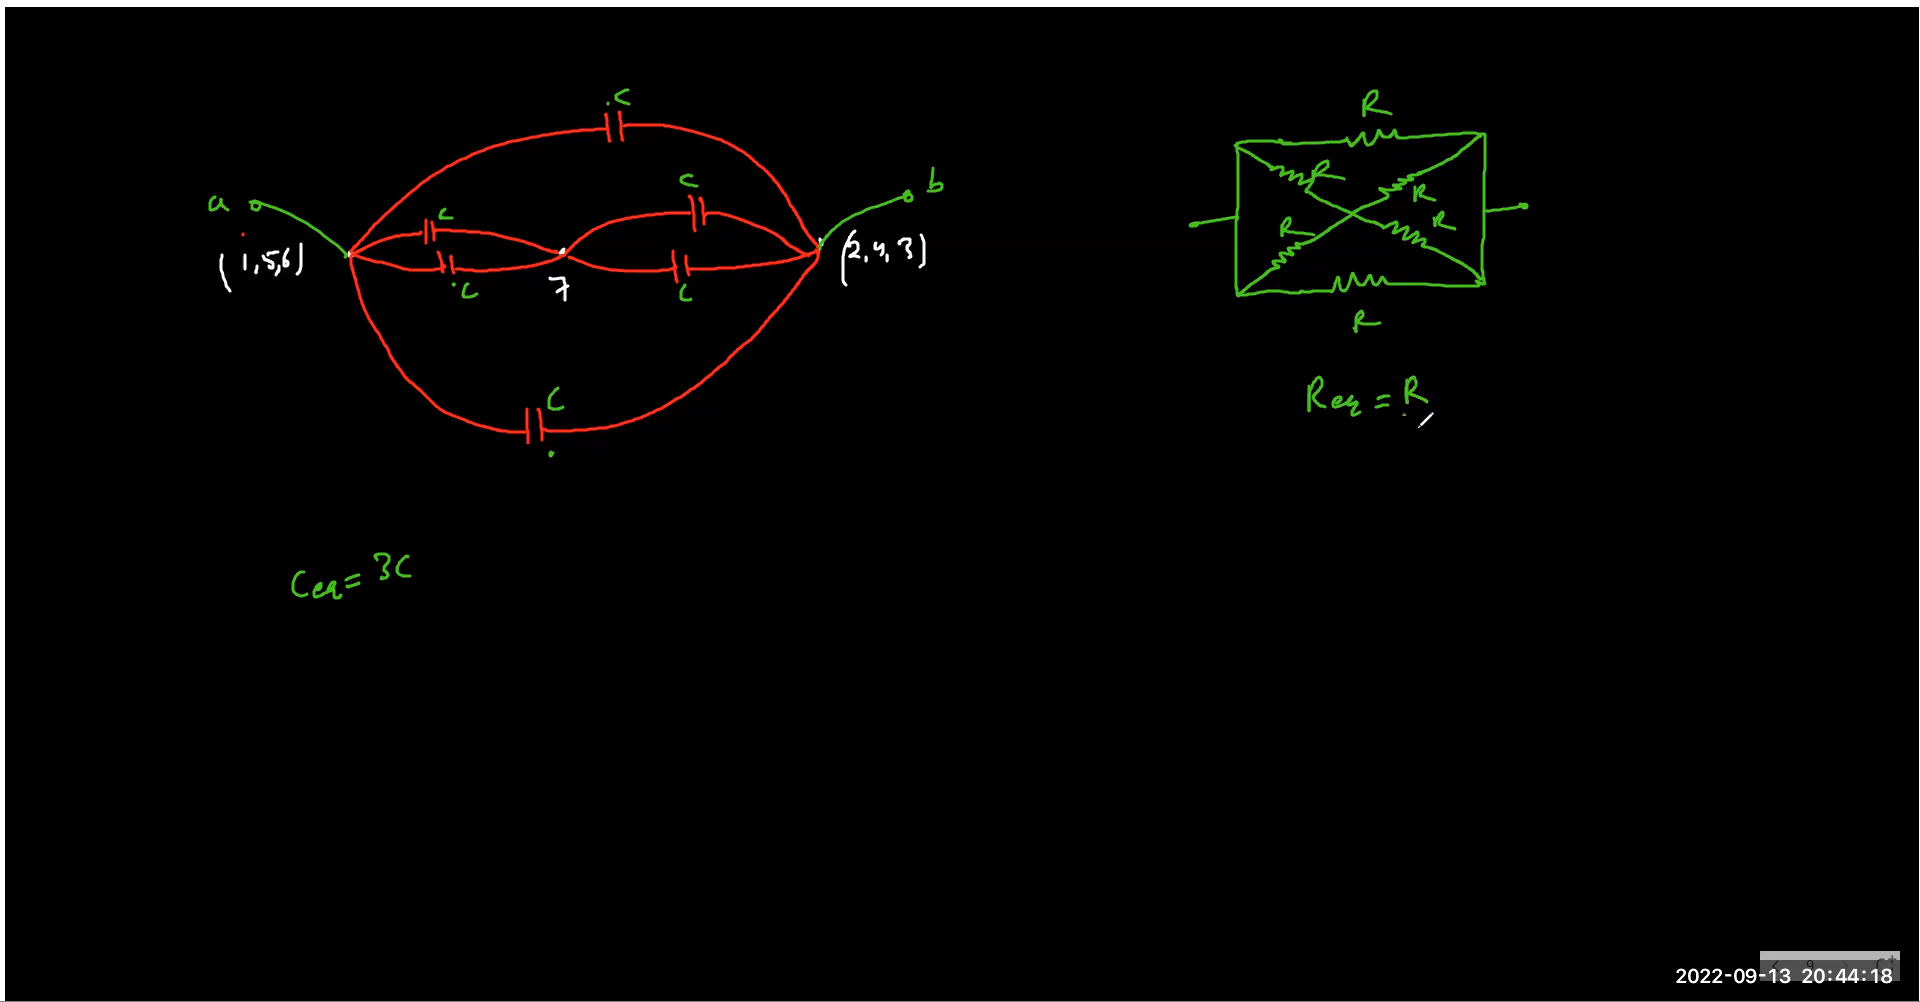 .C
a
b
C
C
(1,5,6)
.C
7
C
(2,4,3)
C
Ceq = 3C
R
R
R
R
R
R
Req = R
2022-09-13 20:44:18